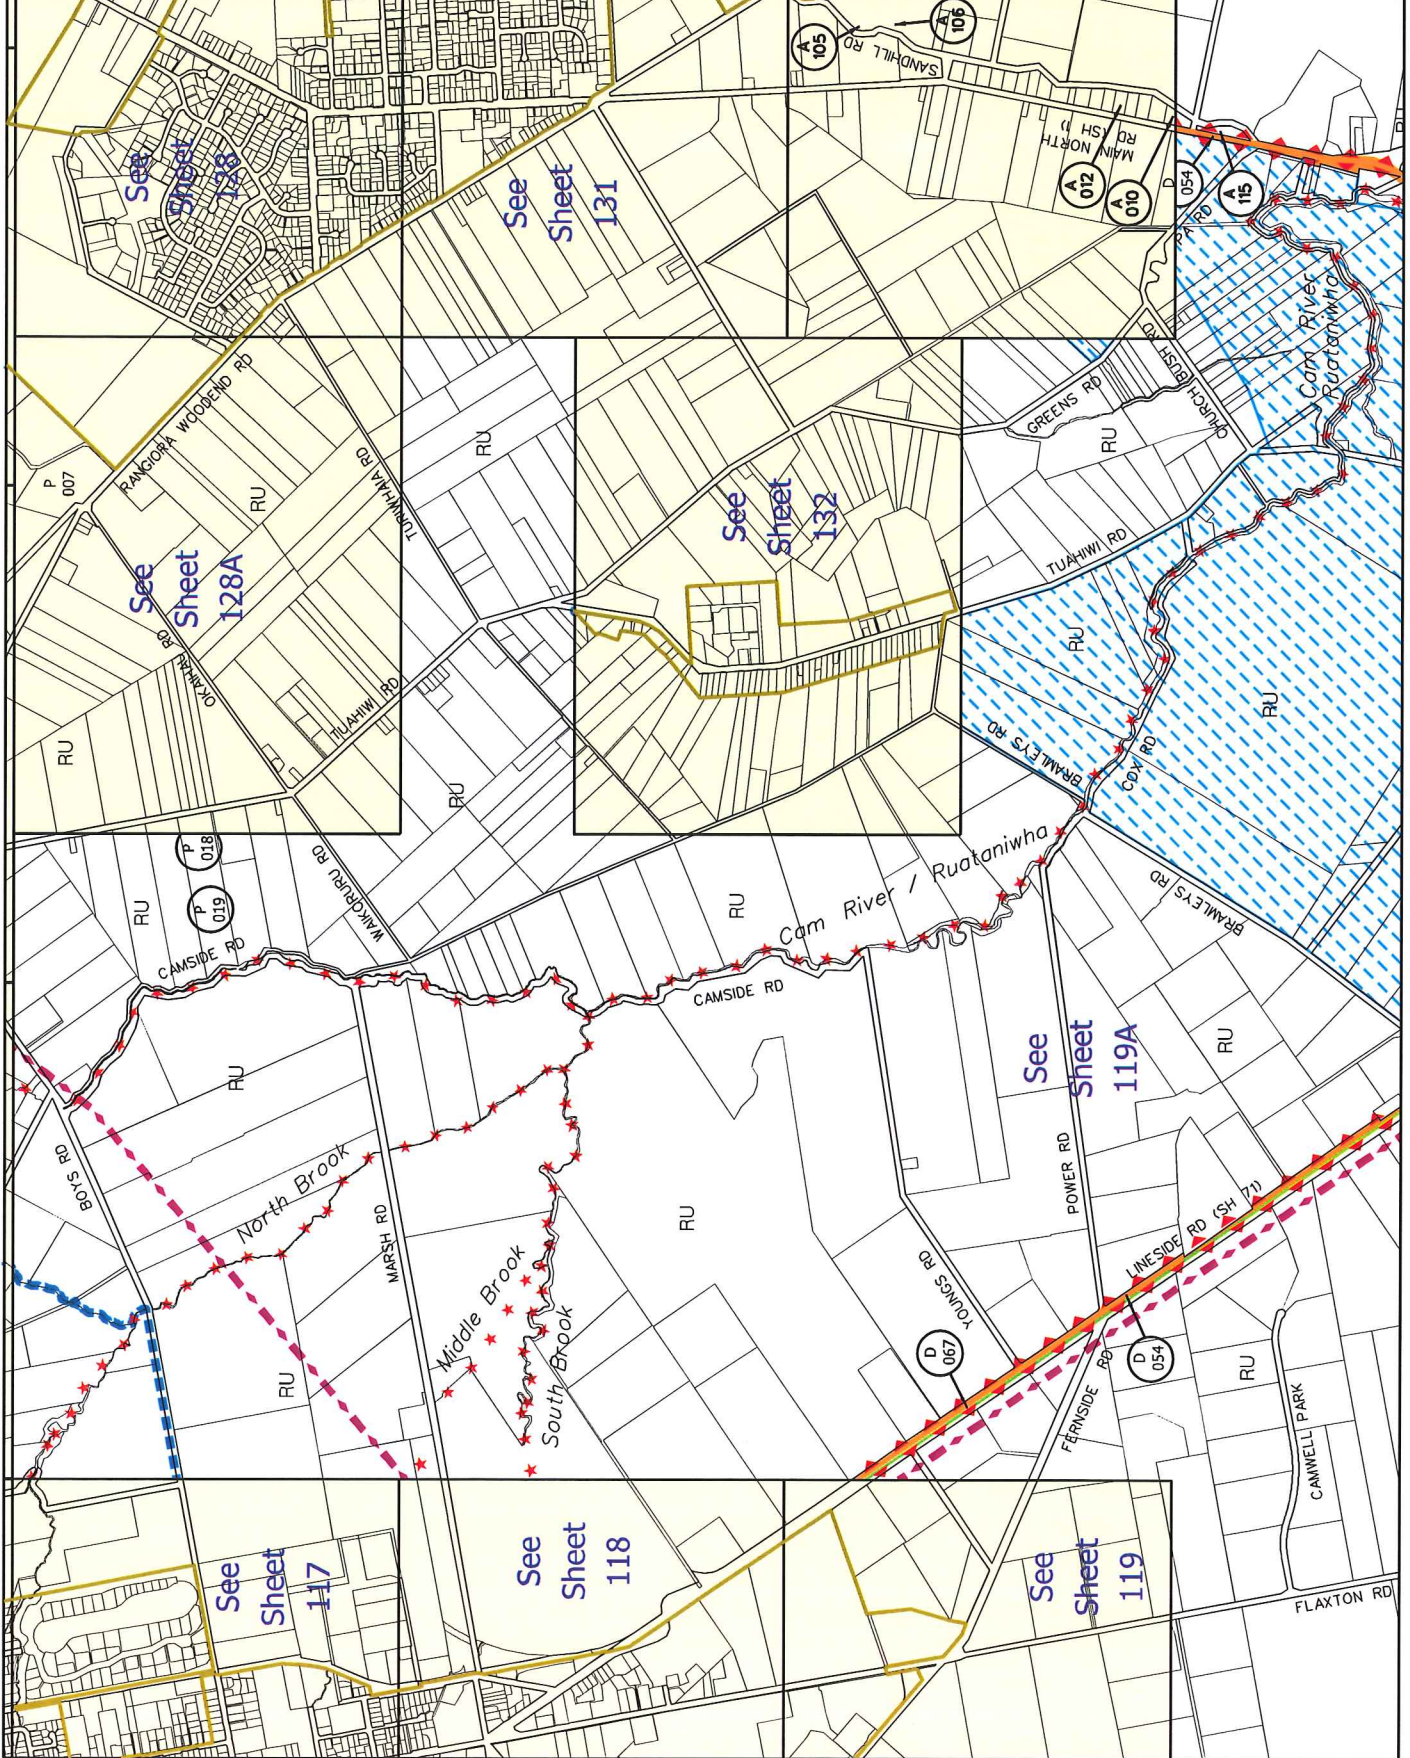 A
105
A
106
SANDHILL RD
MAIN NORTH
RD (SH 1)
A
012
A
010
D
054
A
115
PA RD
See
Sheet
128
See
Sheet
131
RANGIORA WOODEND RD
P
007
RU
See
Sheet
128A
TURIWHAIA RD
RU
OKAIHAU RD
RU
TUAHIWI RD
See
Sheet
132
GREENS RD
RU
CHURCH BUSH RD
Cam River
Ruataniwha
TUAHIWI RD
RU
RU
BRAMLEYS RD
COX RD
RU
P
018
P
019
RU
WAIKORURU RD
CAMSIDE RD
RU
Cam River / Ruataniwha
CAMSIDE RD
BRAMLEYS RD
See
Sheet
119A
RU
RU
BOYS RD
North Brook
MARSH RD
RU
POWER RD
LINESIDE RD (SH 71)
RU
Middle Brook
South Brook
YOUNGS RD
D
067
D
054
FERNSIDE RD
RU
CAMWELL PARK
See
Sheet
117
See
Sheet
118
See
Sheet
119
FLAXTON RD